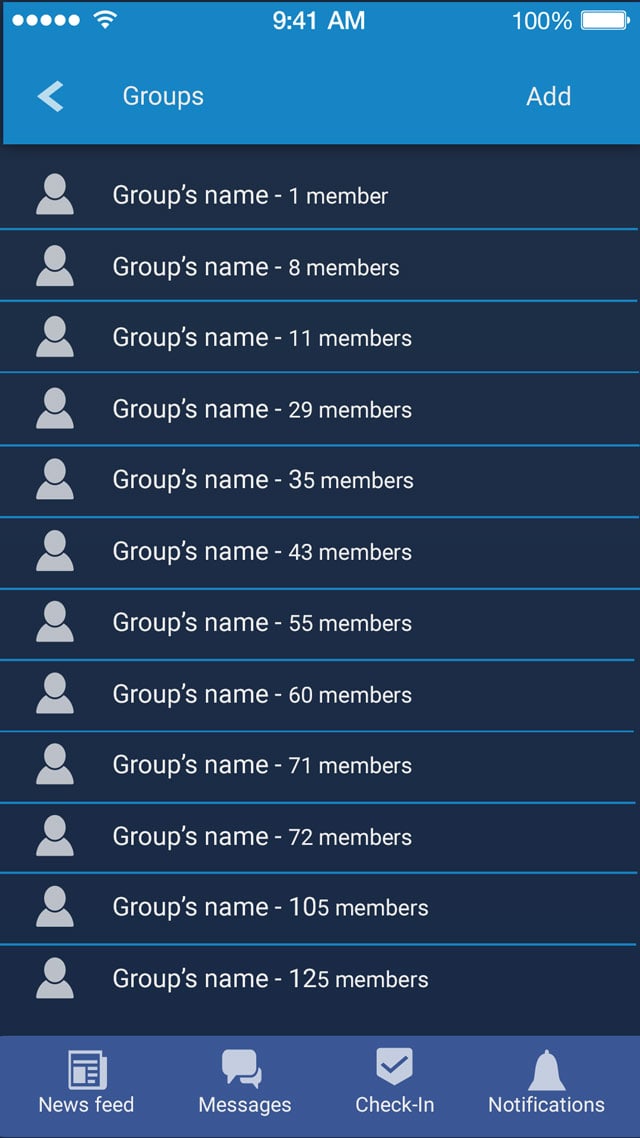 9:41 AM 100%
Groups Add
Group’s name - 1 member
Group’s name - 8 members
Group’s name - 11 members
Group’s name - 29 members
Group’s name - 35 members
Group’s name - 43 members
Group’s name - 55 members
Group’s name - 60 members
Group’s name - 71 members
Group’s name - 72 members
Group’s name - 105 members
Group’s name - 125 members
News feed Messages Check-In Notifications